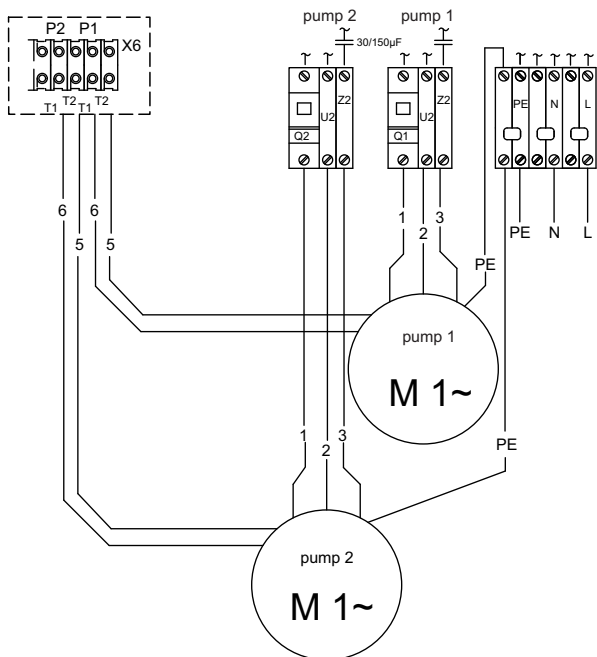 pump 2 pump 1
30/150µF
P2 P1
X6
Z2 Z2 PE N L
U2 U2
T1 T2 T1 T2
Q2 Q1
6 5 6 5
1 2 3
PE N L
PE
pump 1
M 1~
1 2 3
PE
pump 2
M 1~